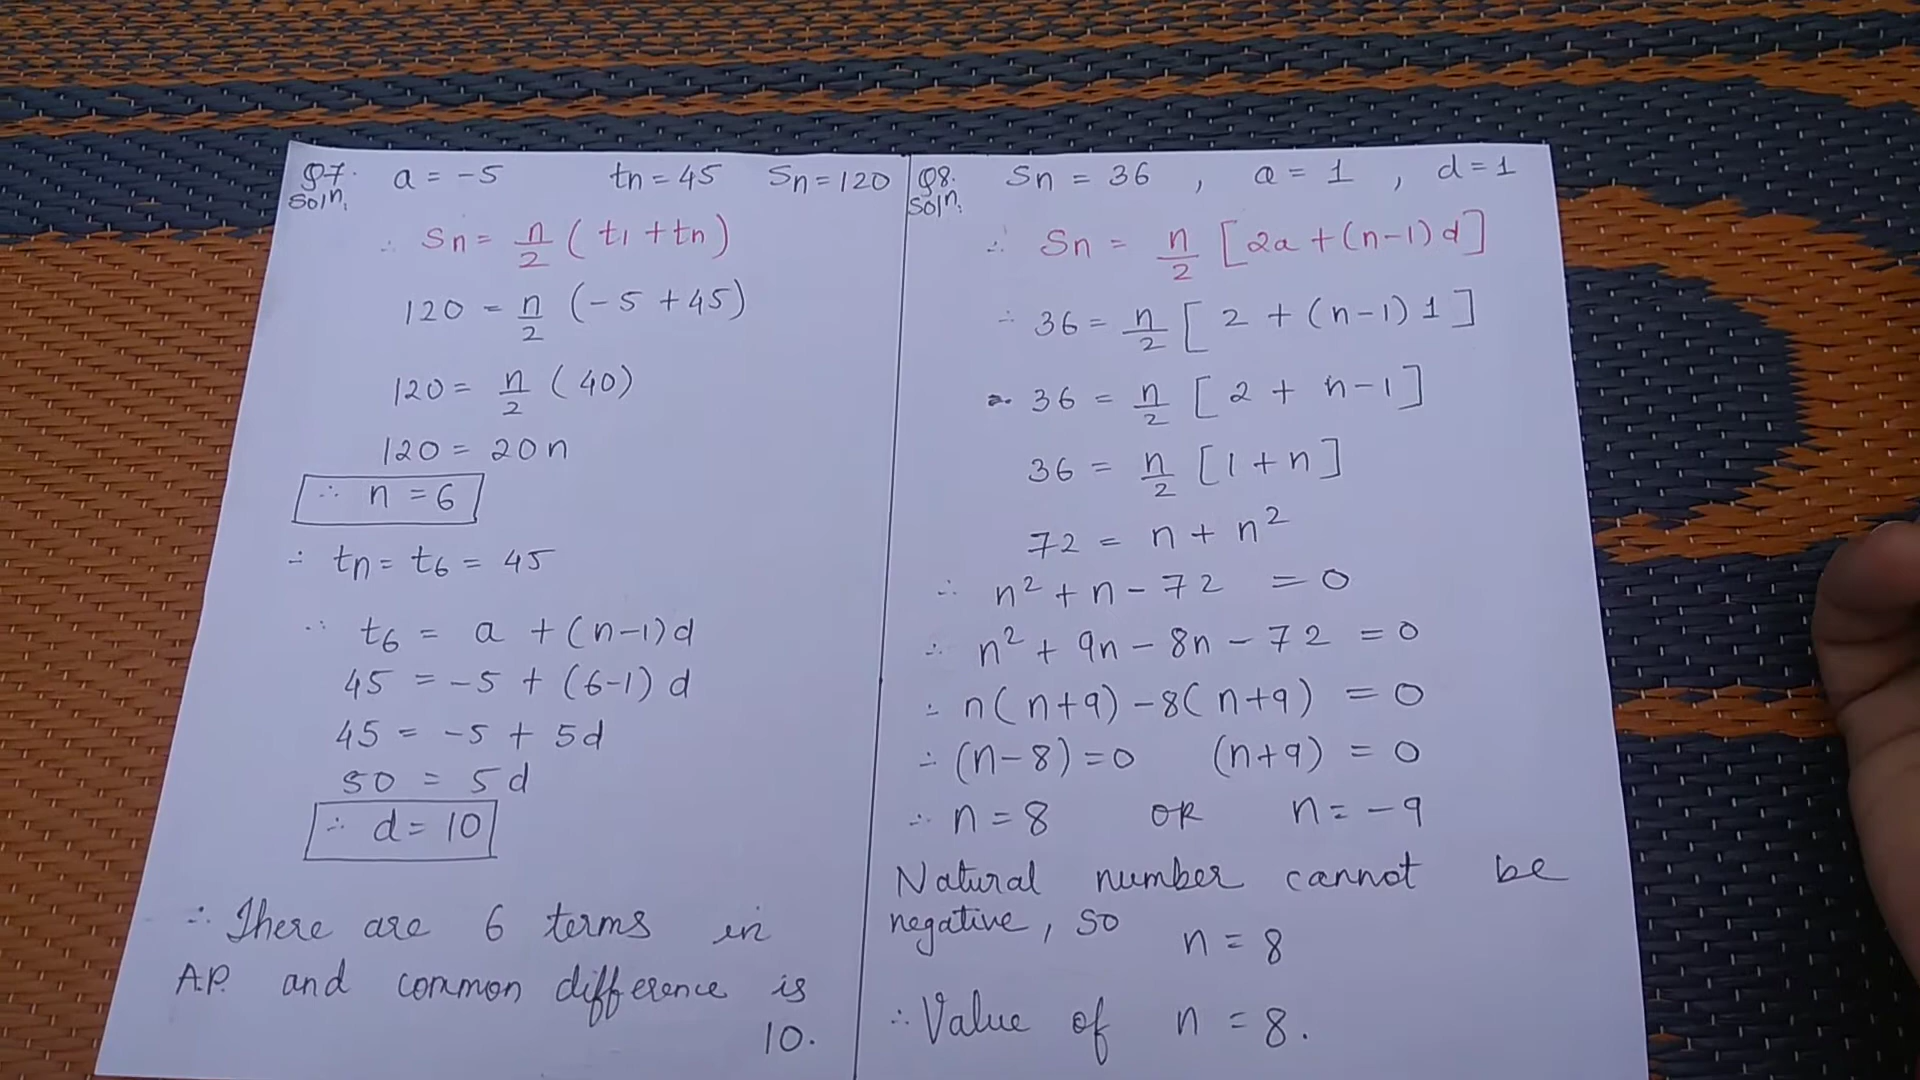 Q7. a = -5 tn = 45 Sn = 120
Soln.
∴ Sn = n/2 ( t1 + tn )
120 = n/2 ( -5 + 45 )
120 = n/2 ( 40 )
120 = 20n
∴ n = 6
∴ tn = t6 = 45
∴ t6 = a + (n-1)d
45 = -5 + (6-1) d
45 = -5 + 5d
50 = 5d
∴ d = 10
∴ There are 6 terms in
A.P. and common difference is
10.
Q8. Sn = 36 , a = 1 , d = 1
Soln.
∴ Sn = n/2 [ 2a + (n-1) d ]
∴ 36 = n/2 [ 2 + (n-1) 1 ]
36 = n/2 [ 2 + n-1 ]
36 = n/2 [ 1 + n ]
72 = n + n²
∴ n² + n - 72 = 0
∴ n² + 9n - 8n - 72 = 0
∴ n(n+9) - 8(n+9) = 0
∴ (n-8) = 0 (n+9) = 0
∴ n = 8 OR n = -9
Natural number cannot be
negative, so
n = 8
∴ Value of n = 8.